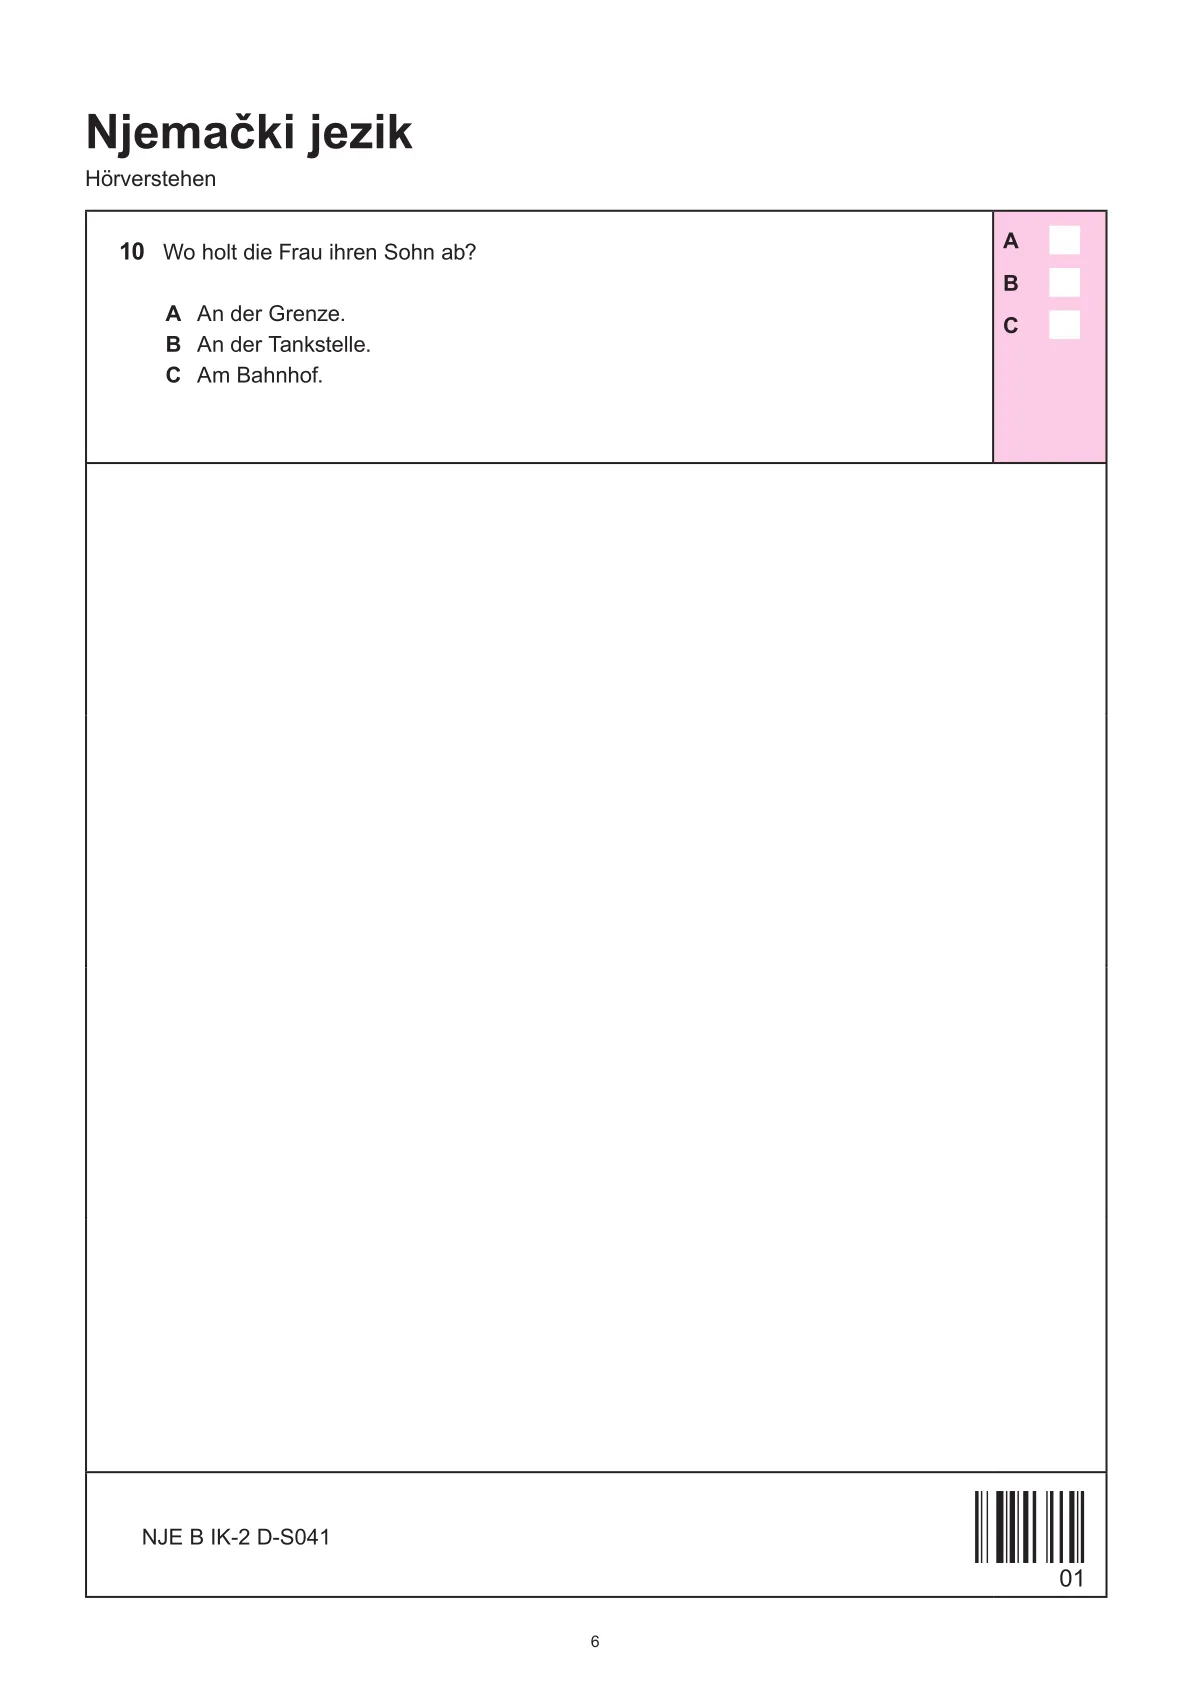 Njemački jezik
Hörverstehen
10 Wo holt die Frau ihren Sohn ab?
A An der Grenze.
B An der Tankstelle.
C Am Bahnhof.
A
B
C
NJE B IK-2 D-S041
01
6